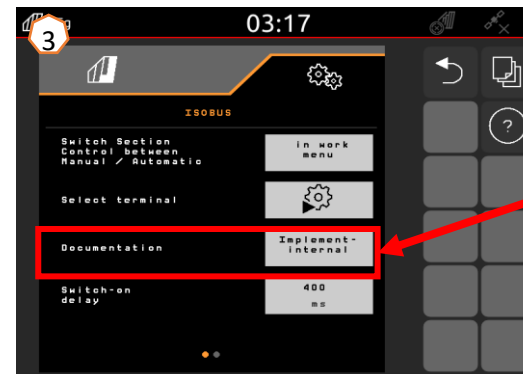 03:17
3
ISOBUS
Switch Section
Control between
Manual / Automatic
in work
menu
Select terminal
Documentation
Implement-
internal
Switch-on
delay
400
ms
?